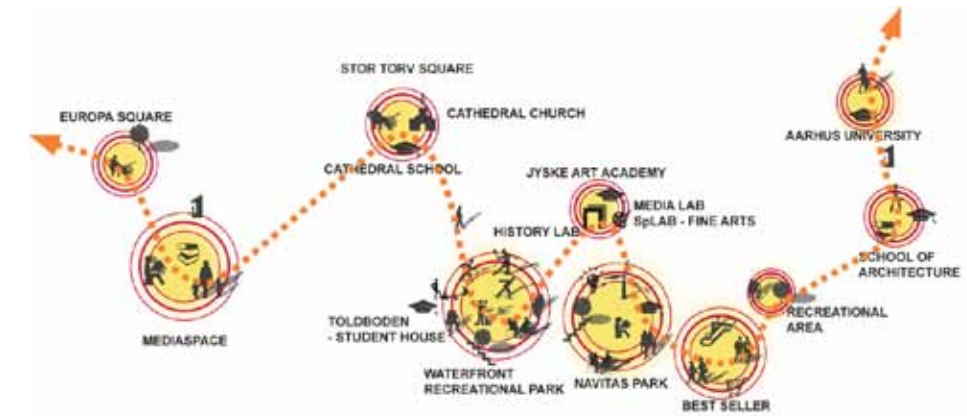 STOR TORV SQUARE
EUROPA SQUARE
CATHEDRAL CHURCH
CATHEDRAL SCHOOL
AARHUS UNIVERSITY
JYSKE ART ACADEMY
MEDIA LAB
SpLAB - FINE ARTS
HISTORY LAB
SCHOOL OF
ARCHITECTURE
RECREATIONAL
AREA
TOLDBODEN
- STUDENT HOUSE
MEDIASPACE
WATERFRONT
RECREATIONAL PARK
NAVITAS PARK
BEST SELLER